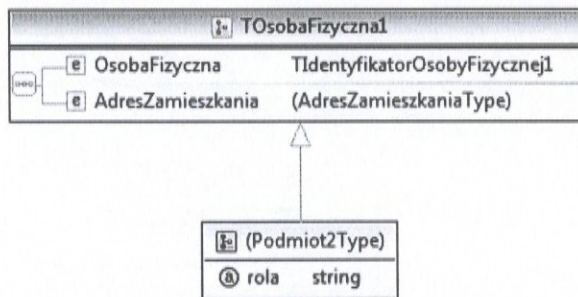 TOsobaFizyczna1
e OsobaFizyczna TIdentyfikatorOsobyFizycznej1
e AdresZamieszkania (AdresZamieszkaniaType)
(Podmiot2Type)
a rola string